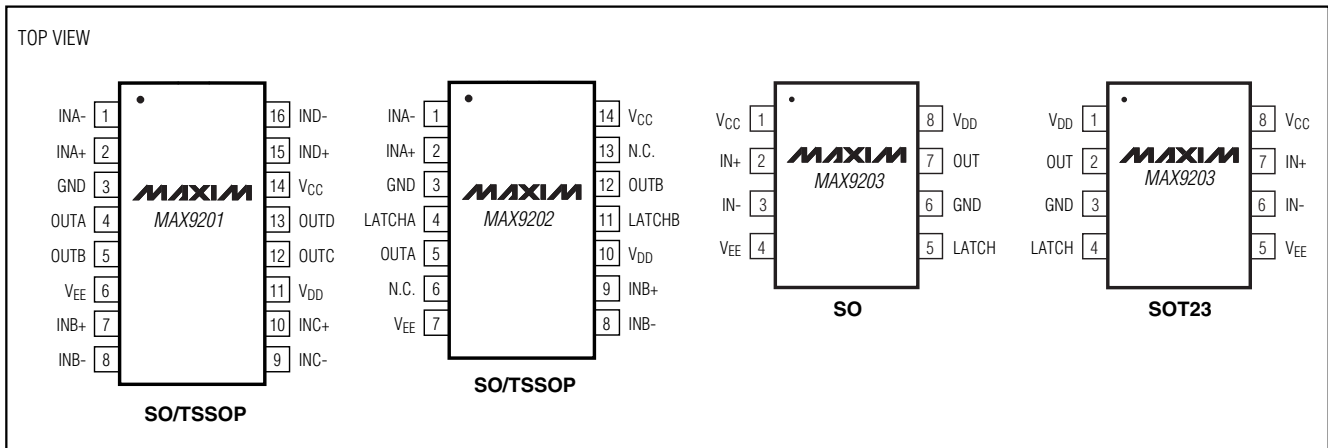 TOP VIEW
INA- 1
INA+ 2
GND 3
OUTA 4
OUTB 5
VEE 6
INB+ 7
INB- 8
16 IND-
15 IND+
14 VCC
13 OUTD
12 OUTC
11 VDD
10 INC+
9 INC-
MAXIM
MAX9201
SO/TSSOP
INA- 1
INA+ 2
GND 3
LATCHA 4
OUTA 5
N.C. 6
VEE 7
14 VCC
13 N.C.
12 OUTB
11 LATCHB
10 VDD
9 INB+
8 INB-
MAXIM
MAX9202
SO/TSSOP
VCC 1
IN+ 2
IN- 3
VEE 4
8 VDD
7 OUT
6 GND
5 LATCH
MAXIM
MAX9203
SO
VDD 1
OUT 2
GND 3
LATCH 4
8 VCC
7 IN+
6 IN-
5 VEE
MAXIM
MAX9203
SOT23